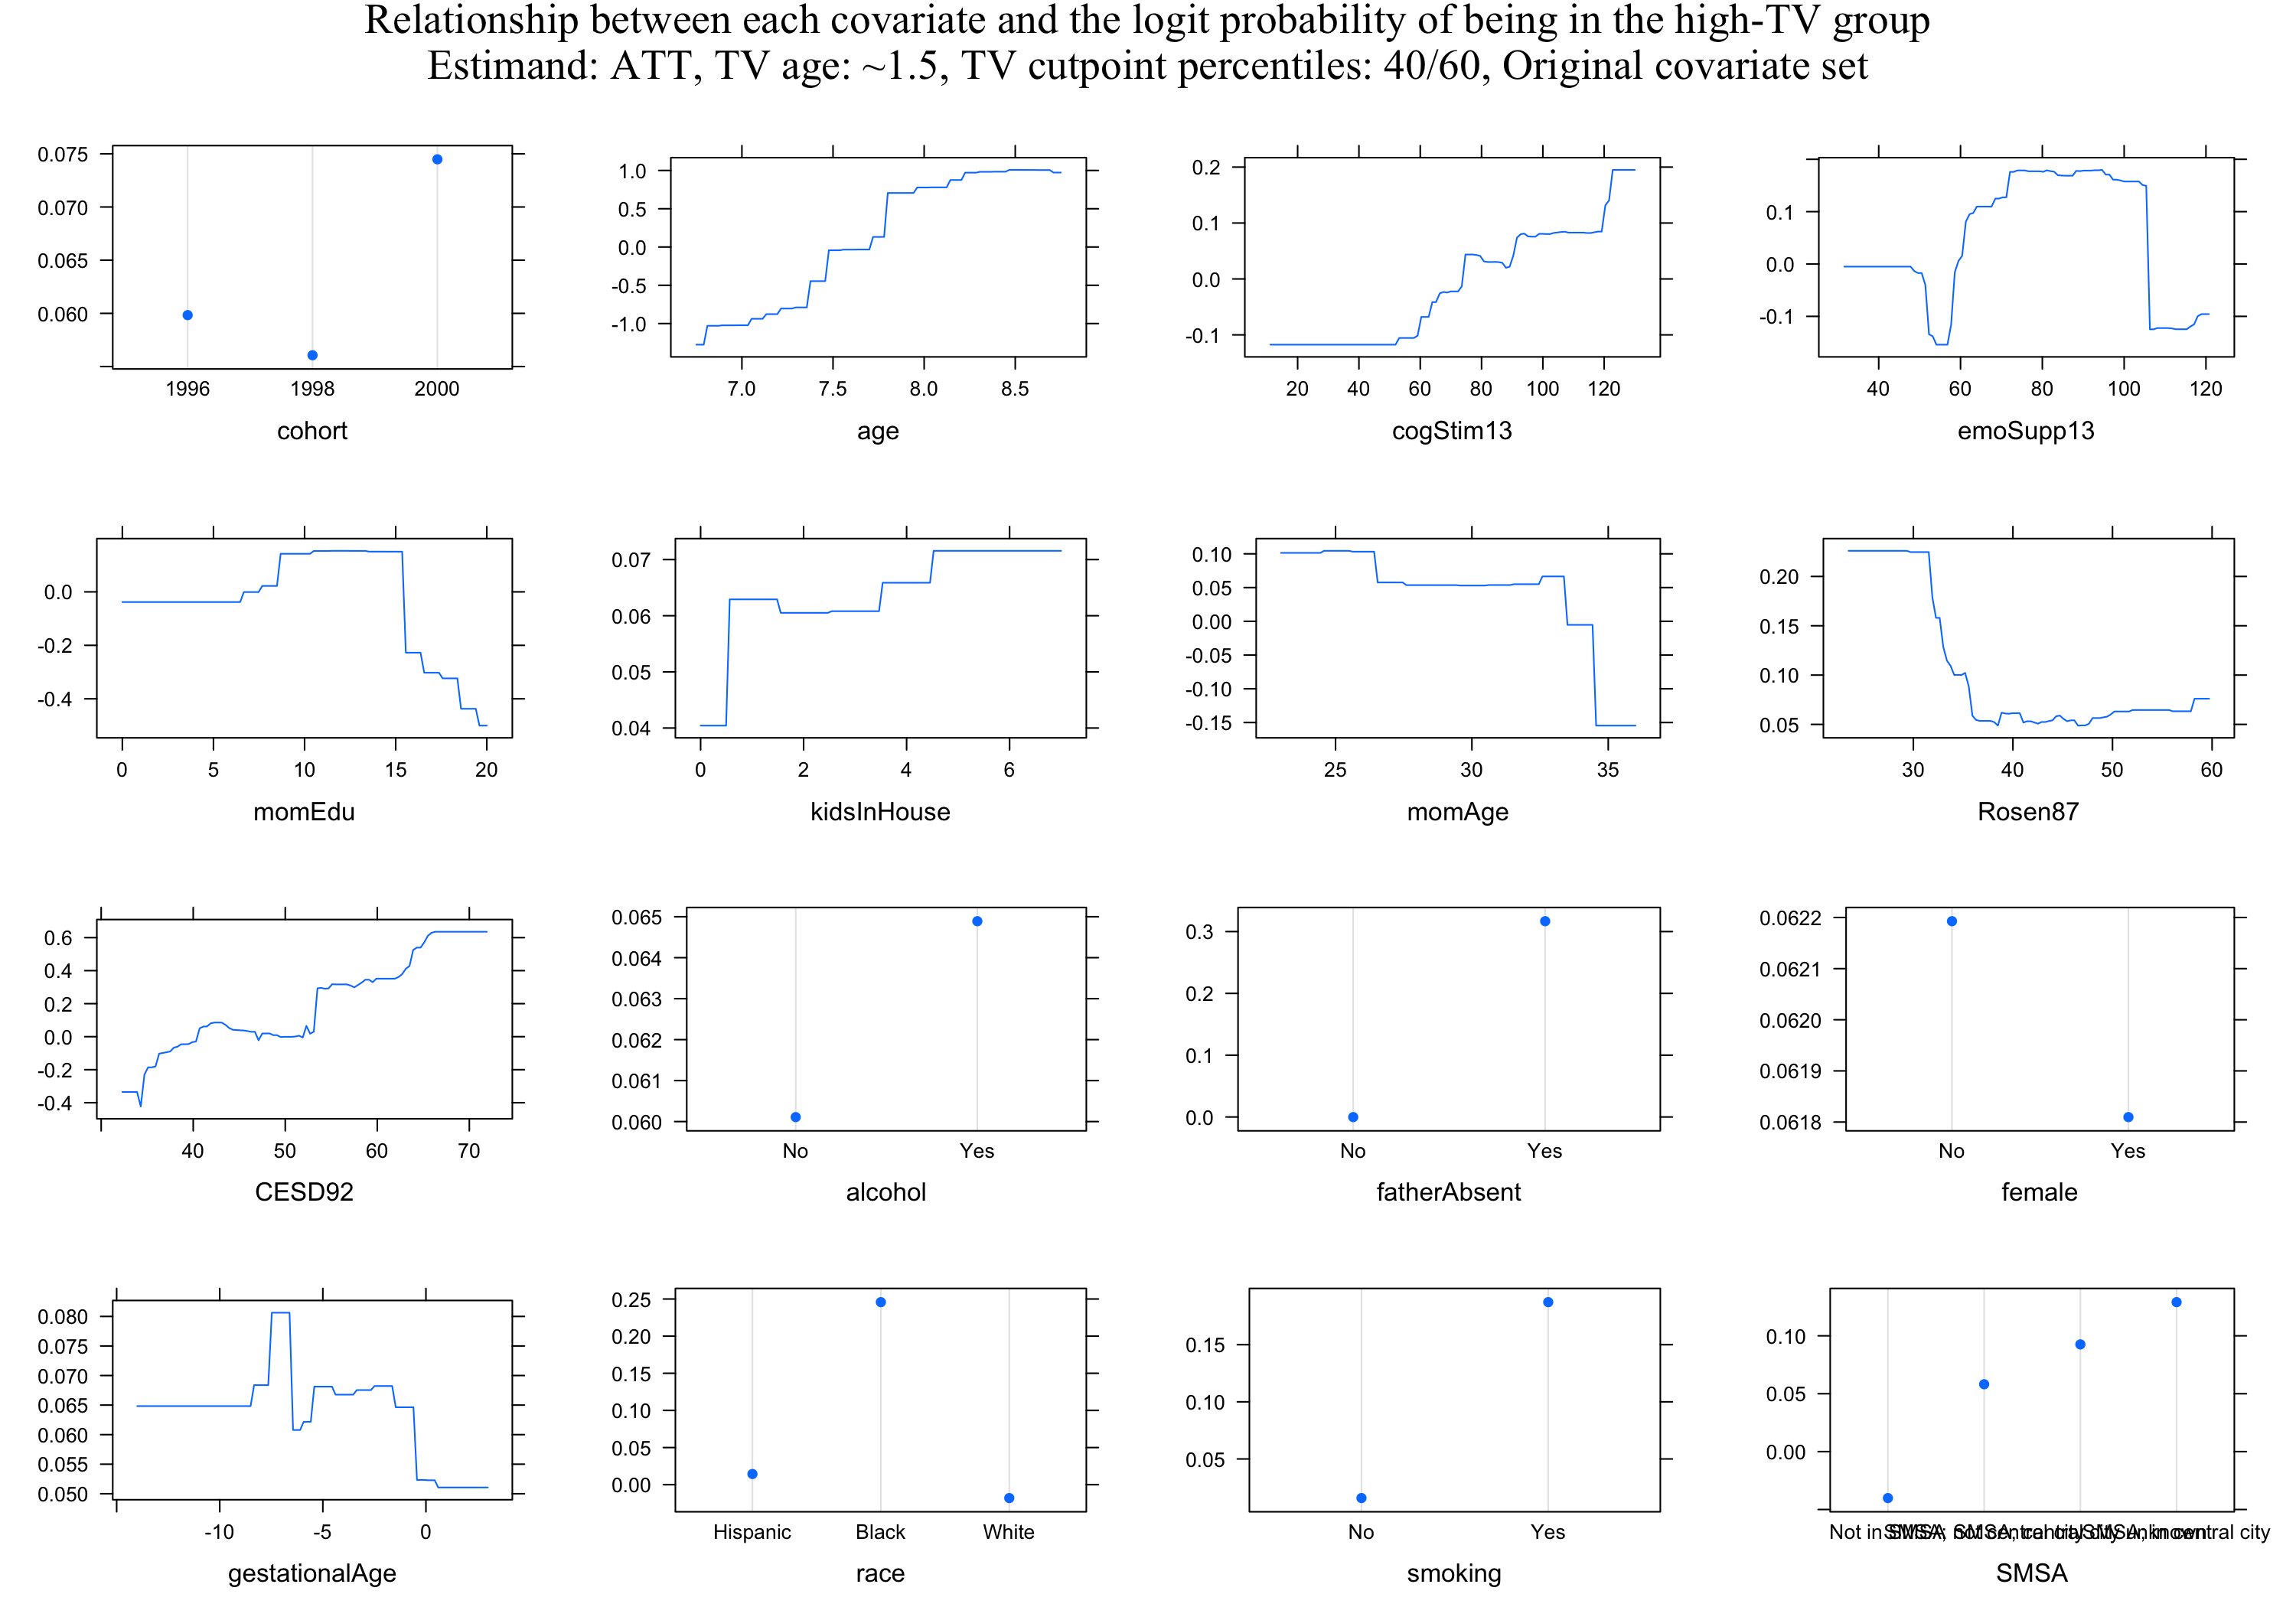 Relationship between each covariate and the logit probability of being in the high-TV group
Estimand: ATT, TV age: ~1.5, TV cutpoint percentiles: 40/60, Original covariate set
0.075
0.070
0.065
0.060
1996 1998 2000
cohort
1.0
0.5
0.0
-0.5
-1.0
7.0 7.5 8.0 8.5
age
0.2
0.1
0.0
-0.1
20 40 60 80 100 120
cogStim13
0.1
0.0
-0.1
40 60 80 100 120
emoSupp13
0.0
-0.2
-0.4
0 5 10 15 20
momEdu
0.07
0.06
0.05
0.04
0 2 4 6
kidsInHouse
0.10
0.05
0.00
-0.05
-0.10
-0.15
25 30 35
momAge
0.20
0.15
0.10
0.05
30 40 50 60
Rosen87
0.6
0.4
0.2
0.0
-0.2
-0.4
40 50 60 70
CESD92
0.065
0.064
0.063
0.062
0.061
0.060
No Yes
alcohol
0.3
0.2
0.1
0.0
No Yes
fatherAbsent
0.0622
0.0621
0.0620
0.0619
0.0618
No Yes
female
0.080
0.075
0.070
0.065
0.060
0.055
0.050
-10 -5 0
gestationalAge
0.25
0.20
0.15
0.10
0.05
0.00
Hispanic Black White
race
0.15
0.10
0.05
No Yes
smoking
0.10
0.05
0.00
Not in central city
SMSA